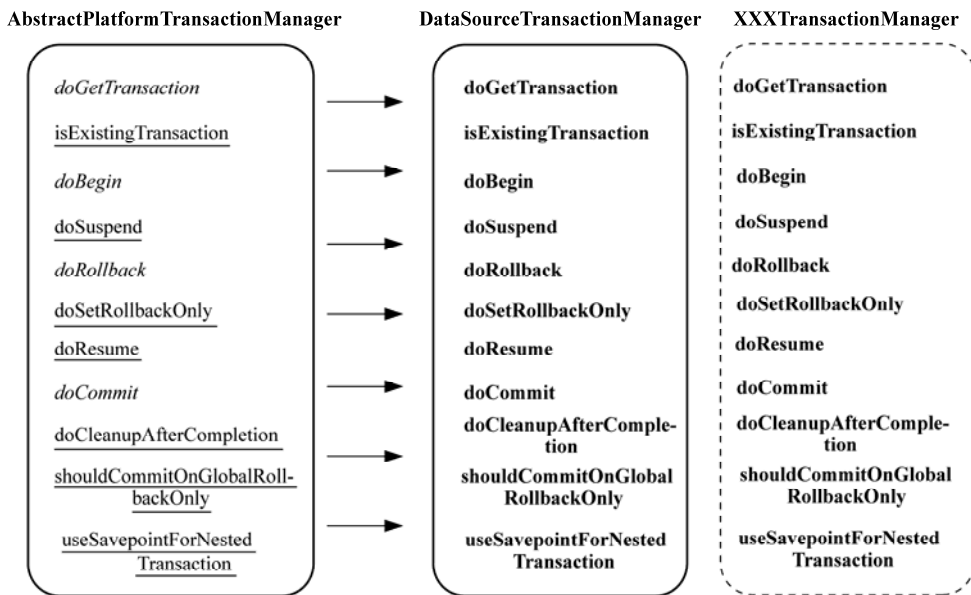 AbstractPlatformTransactionManager
DataSourceTransactionManager
XXXTransactionManager
doGetTransaction
isExistingTransaction
doBegin
doSuspend
doRollback
doSetRollbackOnly
doResume
doCommit
doCleanupAfterCompletion
shouldCommitOnGlobalRoll-
backOnly
useSavepointForNested
Transaction
doGetTransaction
isExistingTransaction
doBegin
doSuspend
doRollback
doSetRollbackOnly
doResume
doCommit
doCleanupAfterComple-
tion
shouldCommitOnGlobal
RollbackOnly
useSavepointForNested
Transaction
doGetTransaction
isExistingTransaction
doBegin
doSuspend
doRollback
doSetRollbackOnly
doResume
doCommit
doCleanupAfterComple-
tion
shouldCommitOnGlobal
RollbackOnly
useSavepointForNested
Transaction